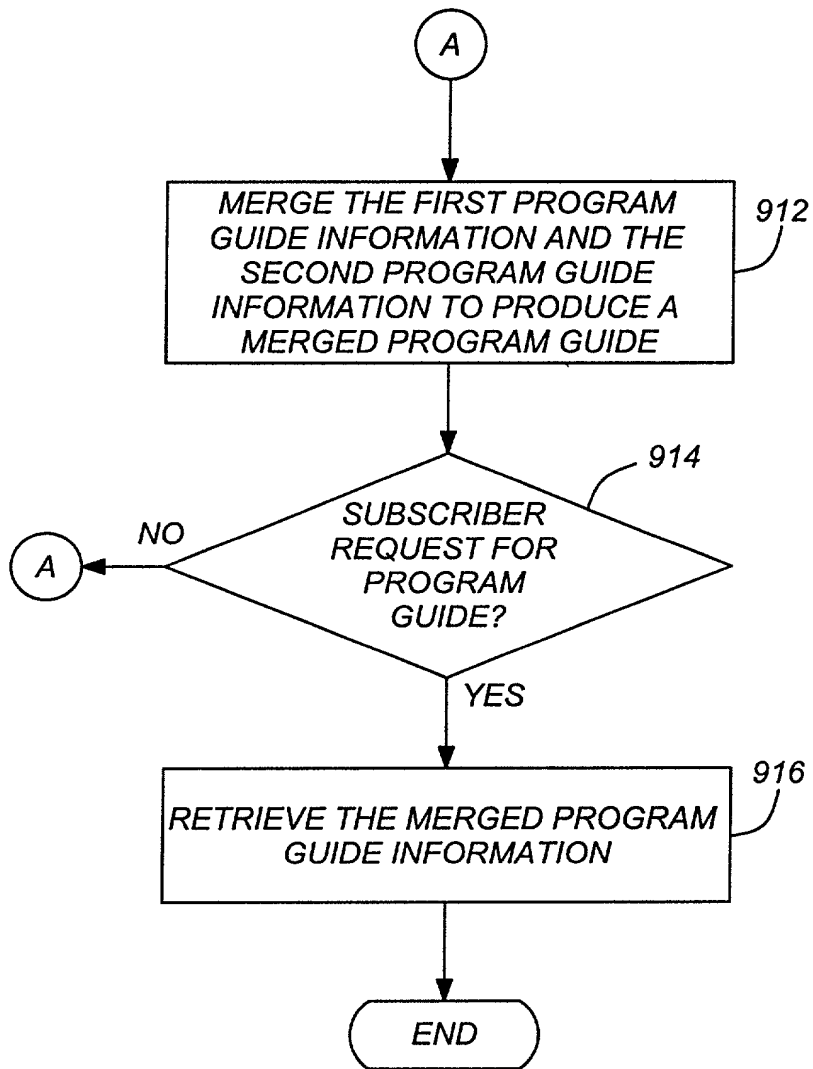 A
MERGE THE FIRST PROGRAM
GUIDE INFORMATION AND THE
SECOND PROGRAM GUIDE
INFORMATION TO PRODUCE A
MERGED PROGRAM GUIDE
912
914
SUBSCRIBER
REQUEST FOR
PROGRAM
GUIDE?
NO
A
YES
916
RETRIEVE THE MERGED PROGRAM
GUIDE INFORMATION
END